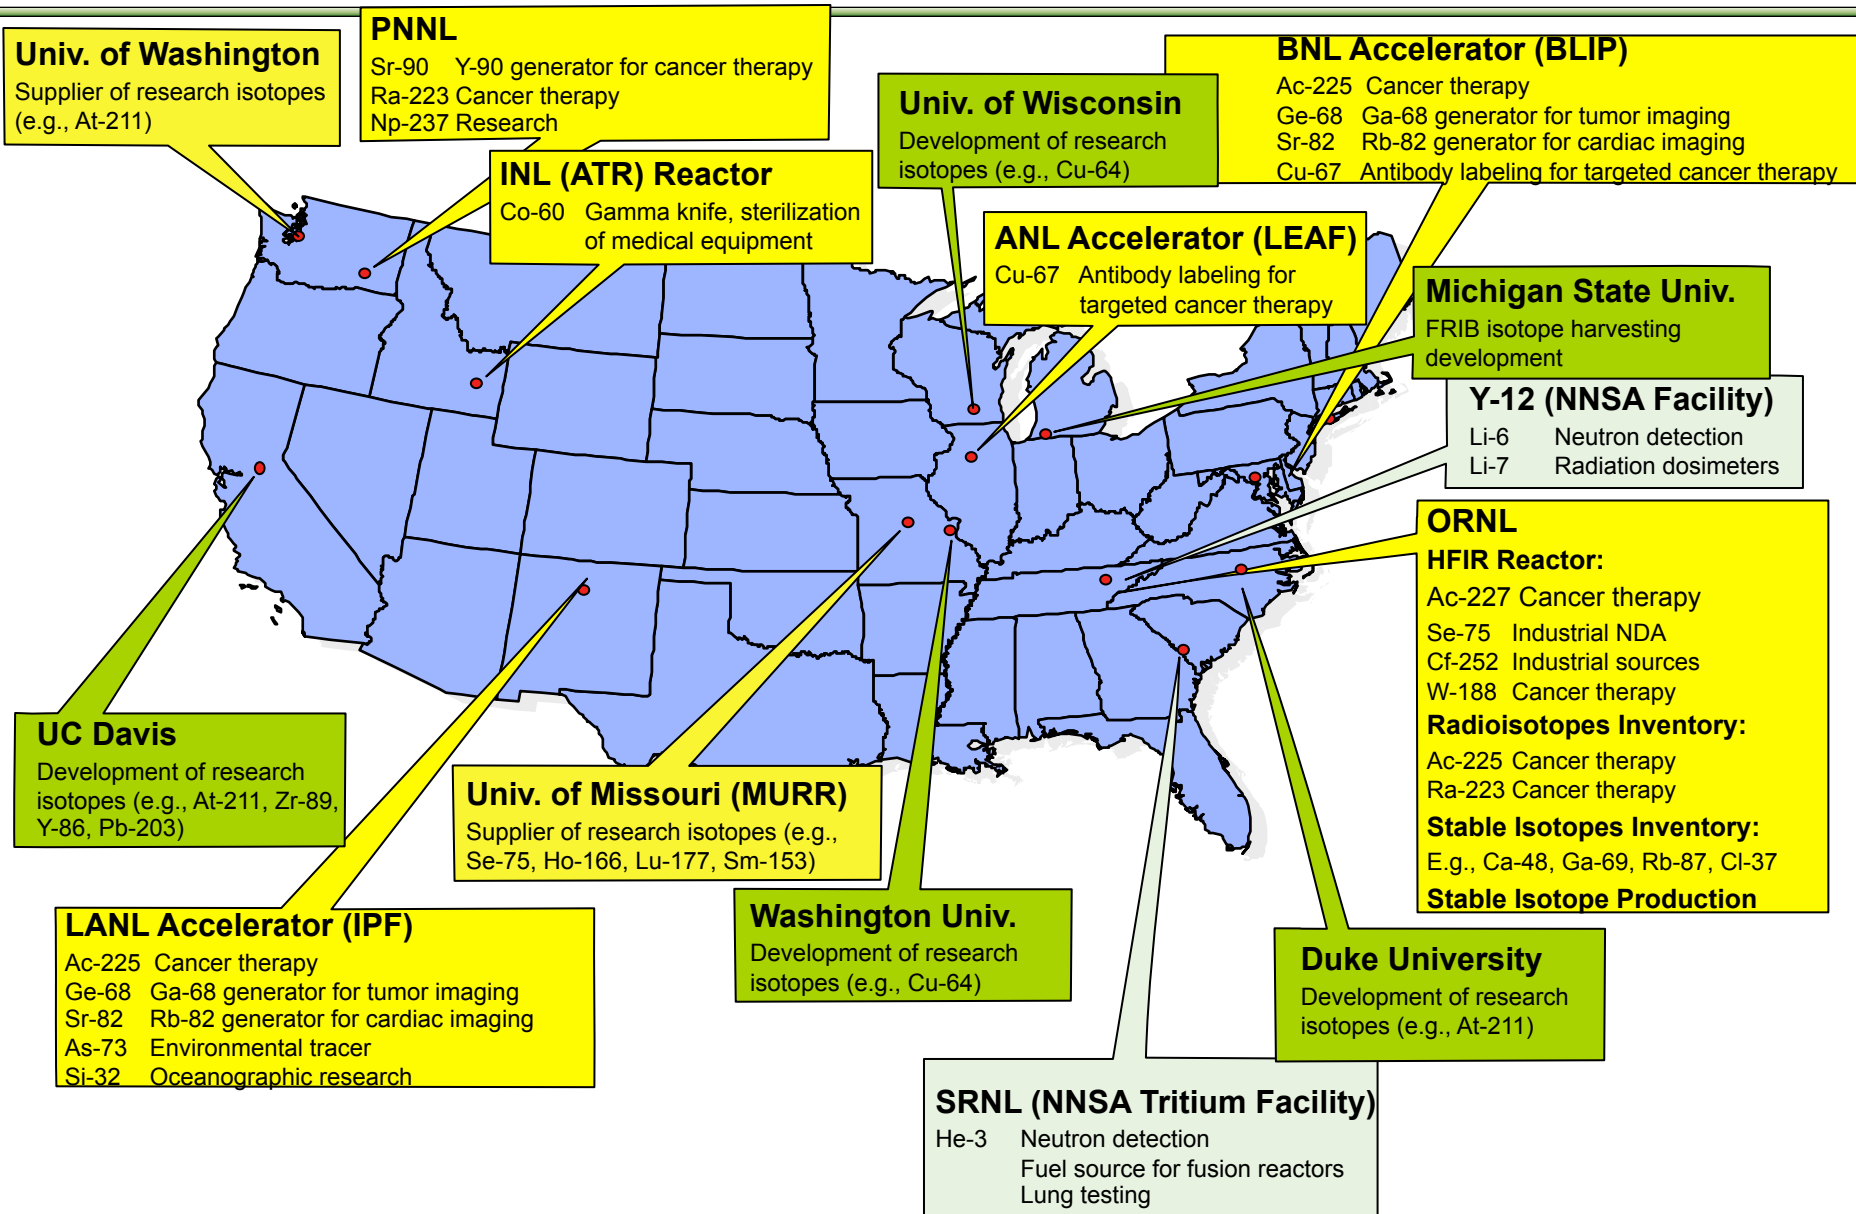 Univ. of Washington
Supplier of research isotopes
(e.g., At-211)
PNNL
Sr-90 Y-90 generator for cancer therapy
Ra-223 Cancer therapy
Np-237 Research
INL (ATR) Reactor
Co-60 Gamma knife, sterilization
of medical equipment
Univ. of Wisconsin
Development of research
isotopes (e.g., Cu-64)
BNL Accelerator (BLIP)
Ac-225 Cancer therapy
Ge-68 Ga-68 generator for tumor imaging
Sr-82 Rb-82 generator for cardiac imaging
Cu-67 Antibody labeling for targeted cancer therapy
ANL Accelerator (LEAF)
Cu-67 Antibody labeling for
targeted cancer therapy
Michigan State Univ.
FRIB isotope harvesting
development
Y-12 (NNSA Facility)
Li-6 Neutron detection
Li-7 Radiation dosimeters
ORNL
HFIR Reactor:
Ac-227 Cancer therapy
Se-75 Industrial NDA
Cf-252 Industrial sources
W-188 Cancer therapy
Radioisotopes Inventory:
Ac-225 Cancer therapy
Ra-223 Cancer therapy
Stable Isotopes Inventory:
E.g., Ca-48, Ga-69, Rb-87, Cl-37
Stable Isotope Production
UC Davis
Development of research
isotopes (e.g., At-211, Zr-89,
Y-86, Pb-203)
Univ. of Missouri (MURR)
Supplier of research isotopes (e.g.,
Se-75, Ho-166, Lu-177, Sm-153)
Washington Univ.
Development of research
isotopes (e.g., Cu-64)
LANL Accelerator (IPF)
Ac-225 Cancer therapy
Ge-68 Ga-68 generator for tumor imaging
Sr-82 Rb-82 generator for cardiac imaging
As-73 Environmental tracer
Si-32 Oceanographic research
Duke University
Development of research
isotopes (e.g., At-211)
SRNL (NNSA Tritium Facility)
He-3 Neutron detection
Fuel source for fusion reactors
Lung testing